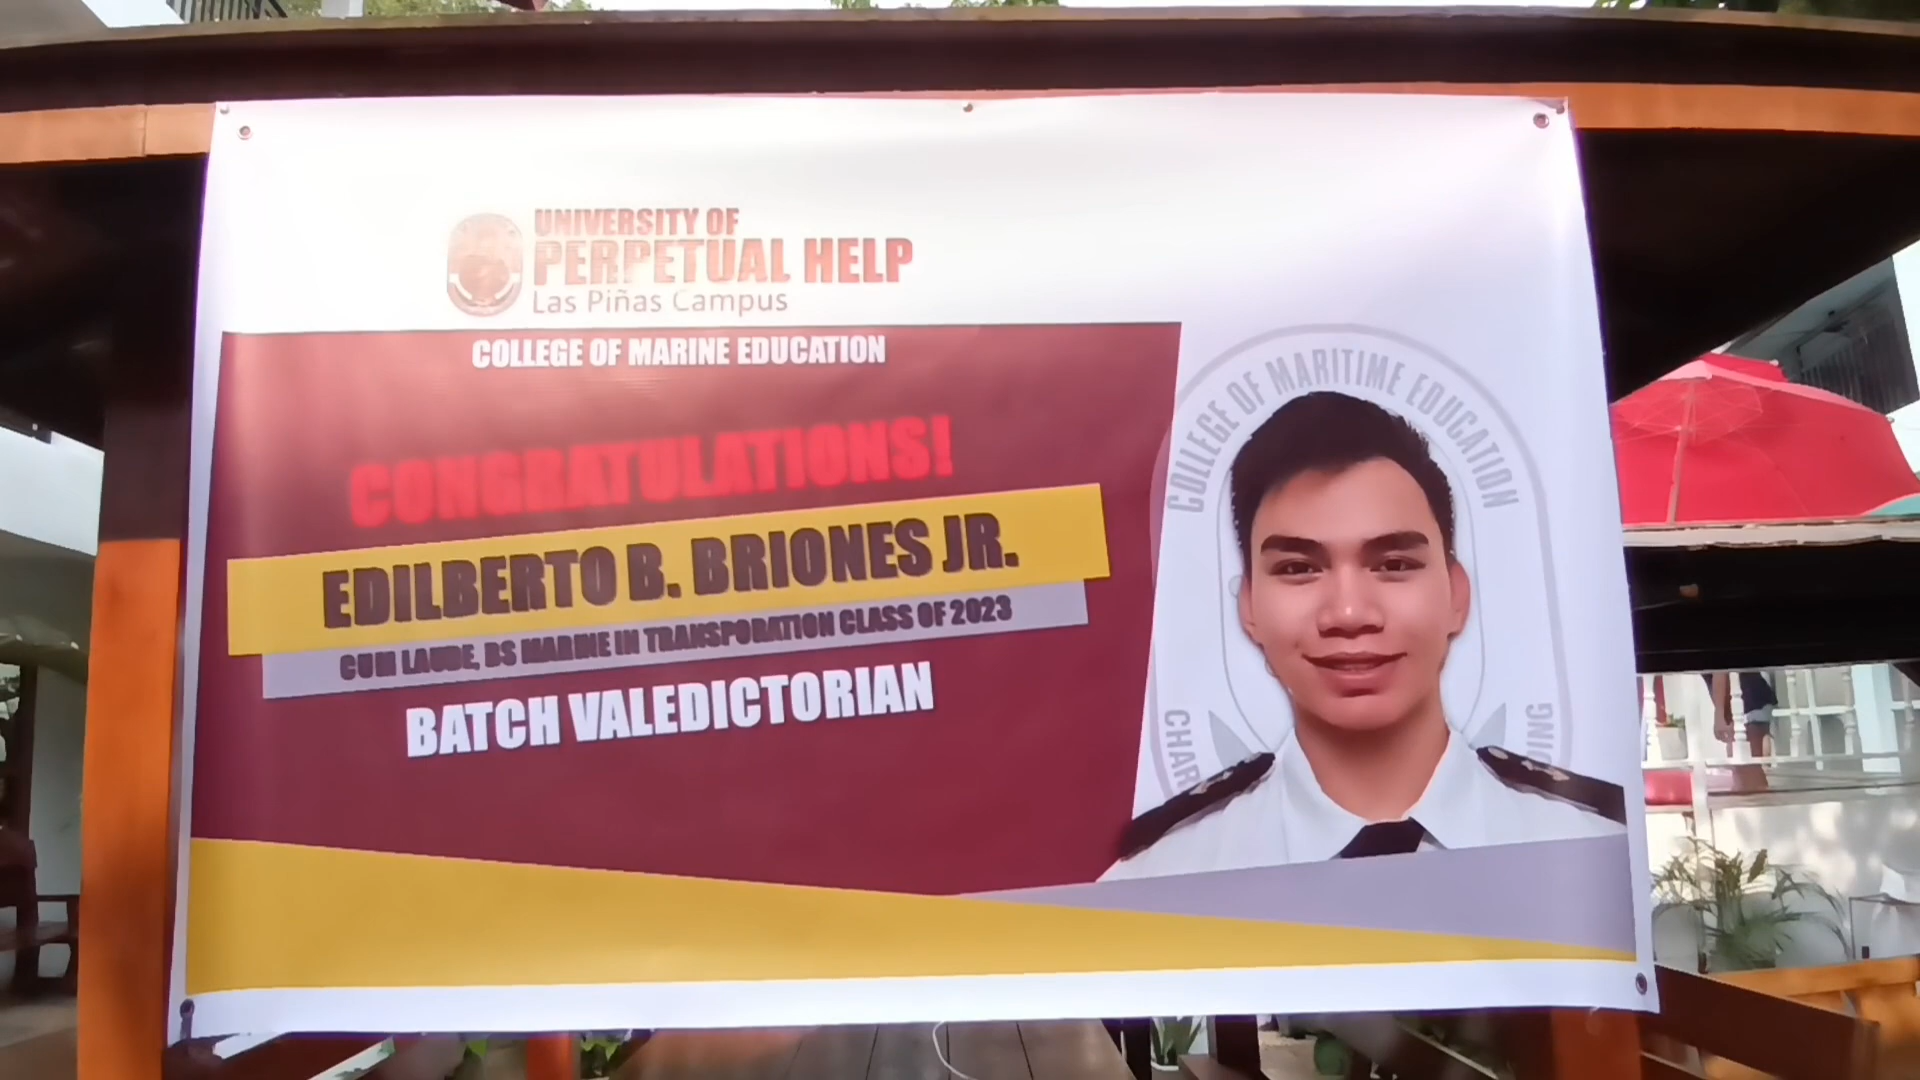 UNIVERSITY OF
PERPETUAL HELP
Las Piñas Campus
COLLEGE OF MARINE EDUCATION
CONGRATULATIONS!
EDILBERTO B. BRIONES JR.
CUM LAUDE, BS MARINE IN TRANSPORATION CLASS OF 2023
BATCH VALEDICTORIAN
COLLEGE OF MARITIME EDUCATION